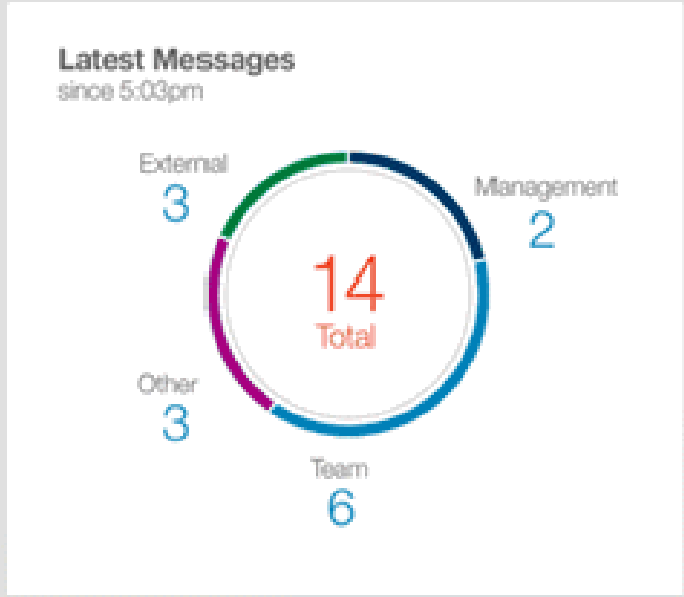 Latest Messages
since 5:03pm
External
3
Management
2
14
Total
Other
3
Team
6